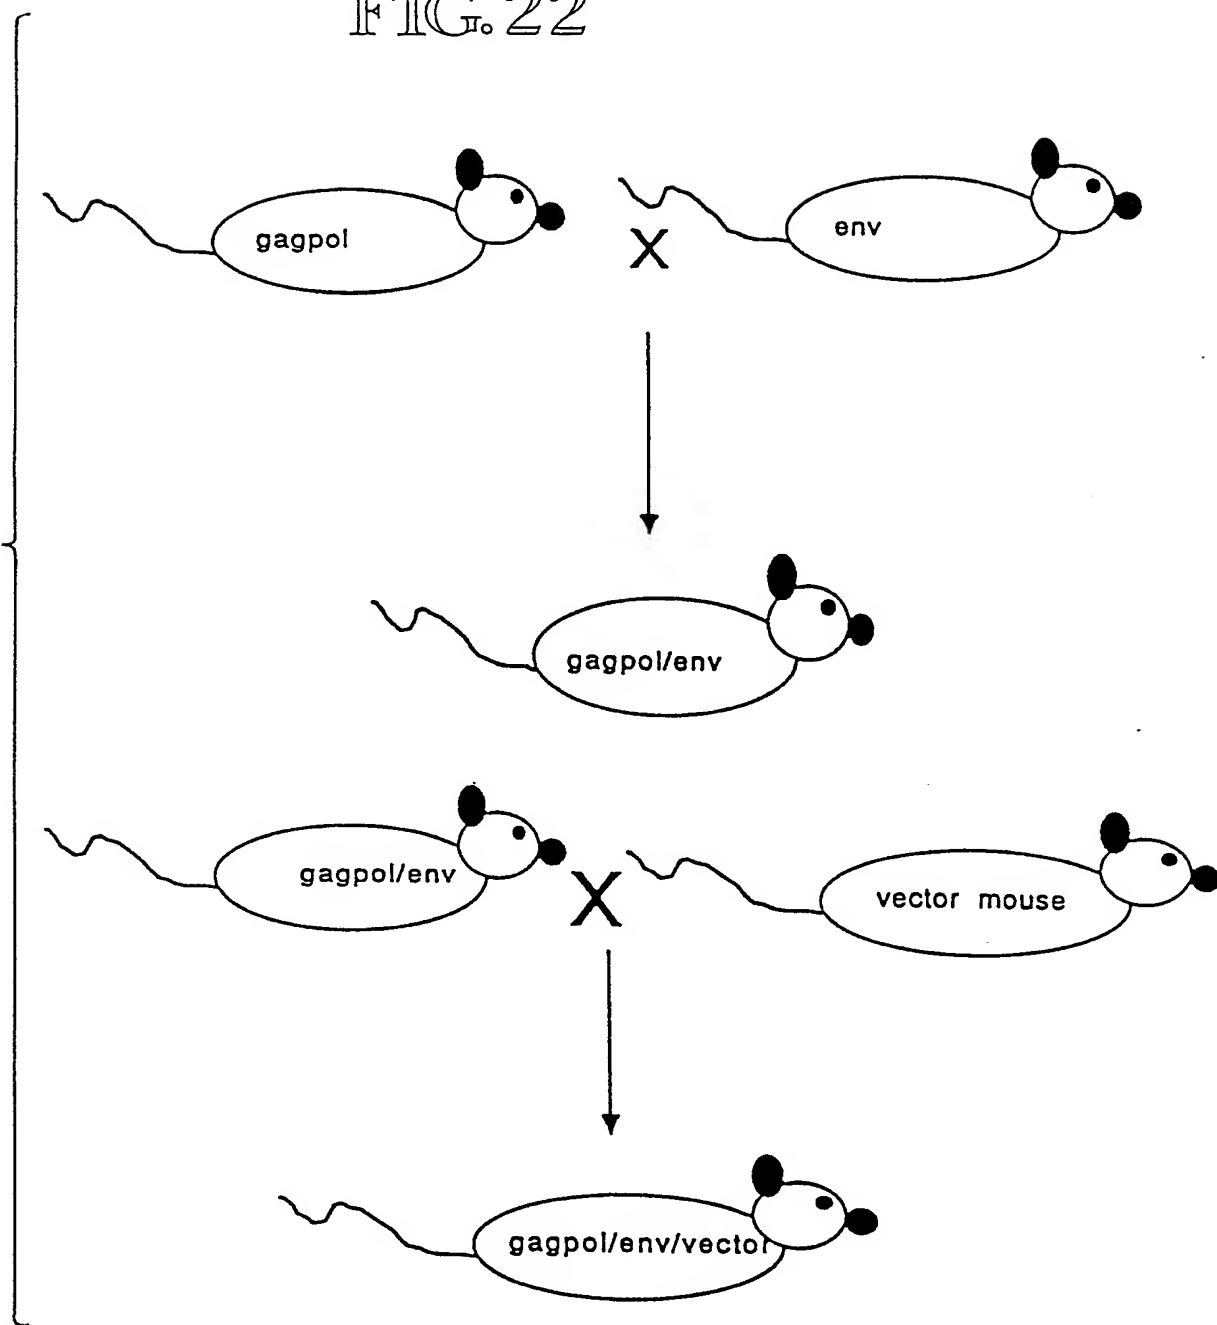 FIG. 22
gagpol
X
env
gagpol/env
gagpol/env
X
vector mouse
gagpol/env/vector